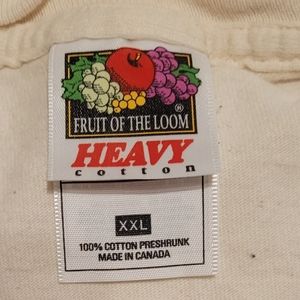 ®
FRUIT OF THE LOOM
HEAVY
cotton
XXL
100% COTTON PRESHRUNK
MADE IN CANADA